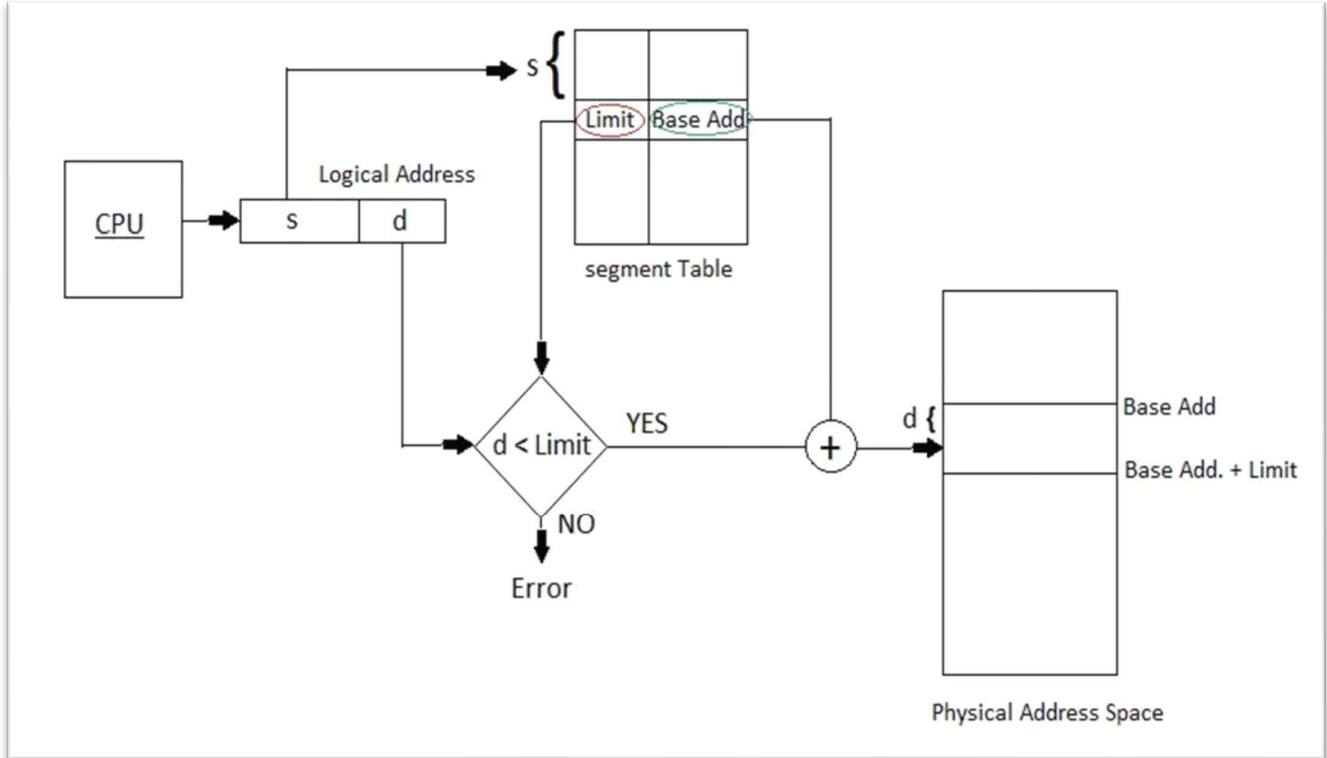 s {
Limit
Base Add
Logical Address
CPU
s
d
segment Table
d < Limit
YES
+
d {
Base Add
Base Add. + Limit
NO
Error
Physical Address Space